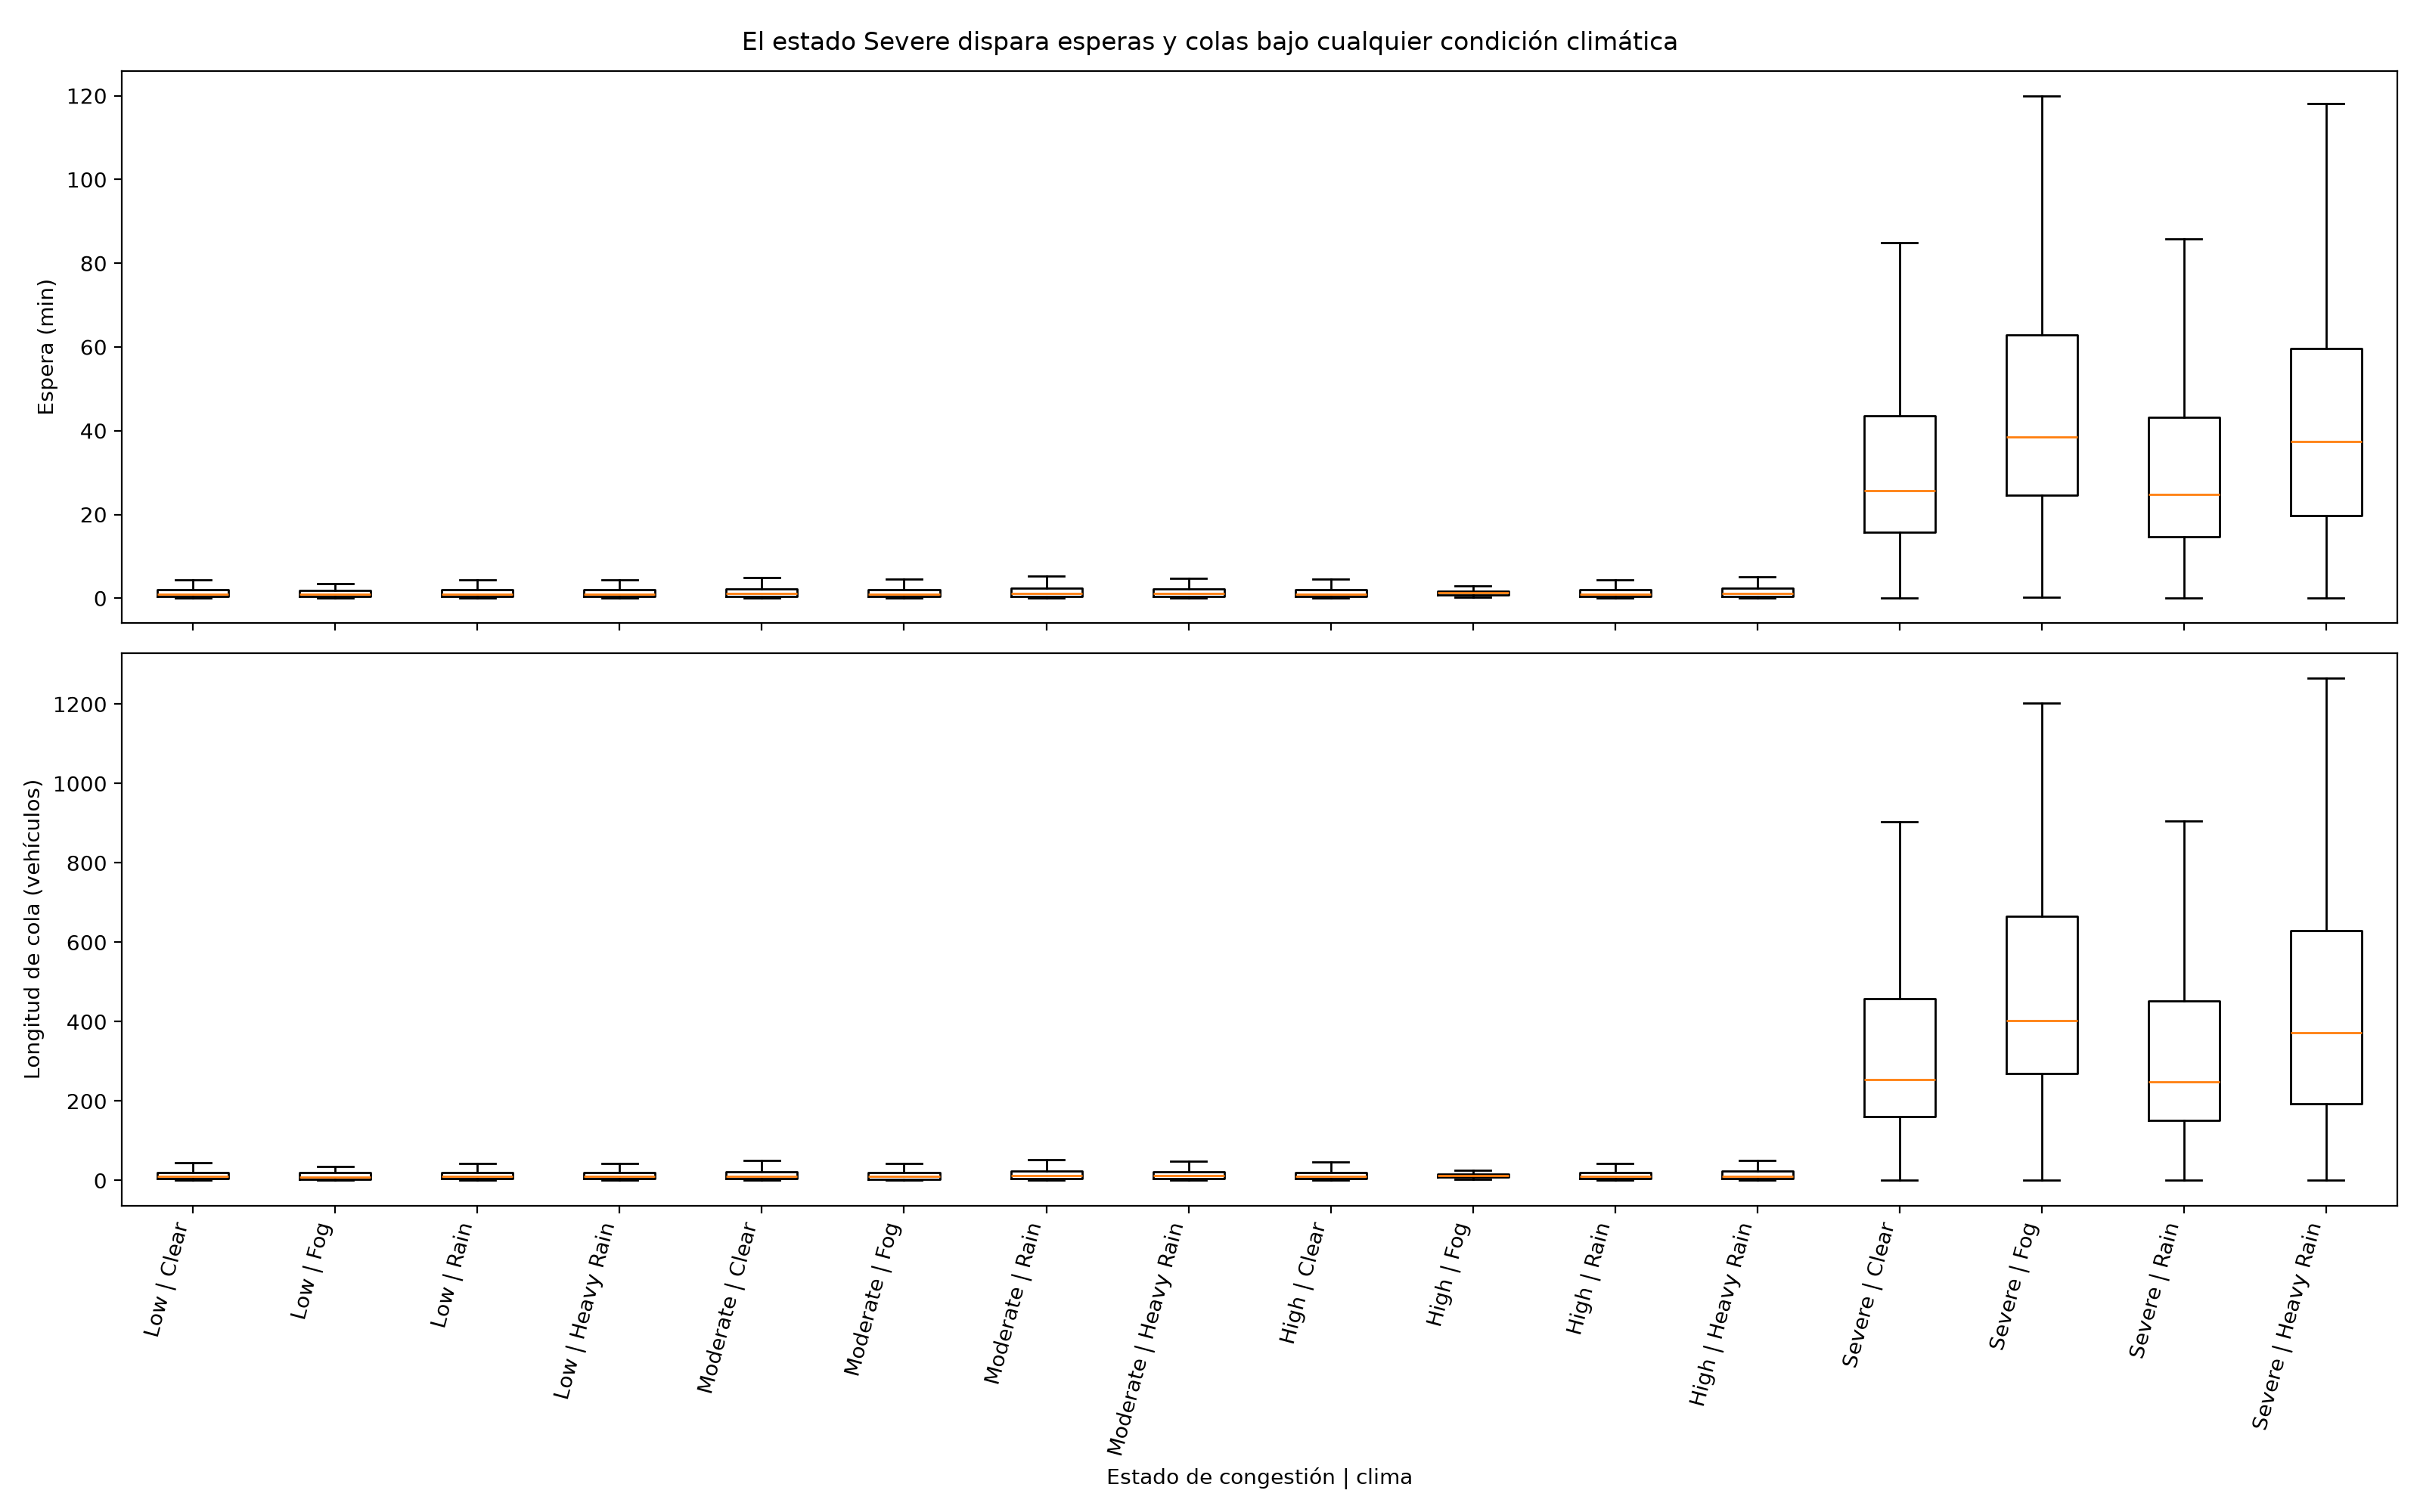 El estado Severe dispara esperas y colas bajo cualquier condición climática
Espera (min)
120
100
80
60
40
20
0
Longitud de cola (vehículos)
1200
1000
800
600
400
200
0
Low | Clear
Low | Fog
Low | Rain
Low | Heavy Rain
Moderate | Clear
Moderate | Fog
Moderate | Rain
Moderate | Heavy Rain
High | Clear
High | Fog
High | Rain
High | Heavy Rain
Severe | Clear
Severe | Fog
Severe | Rain
Severe | Heavy Rain
Estado de congestión | clima